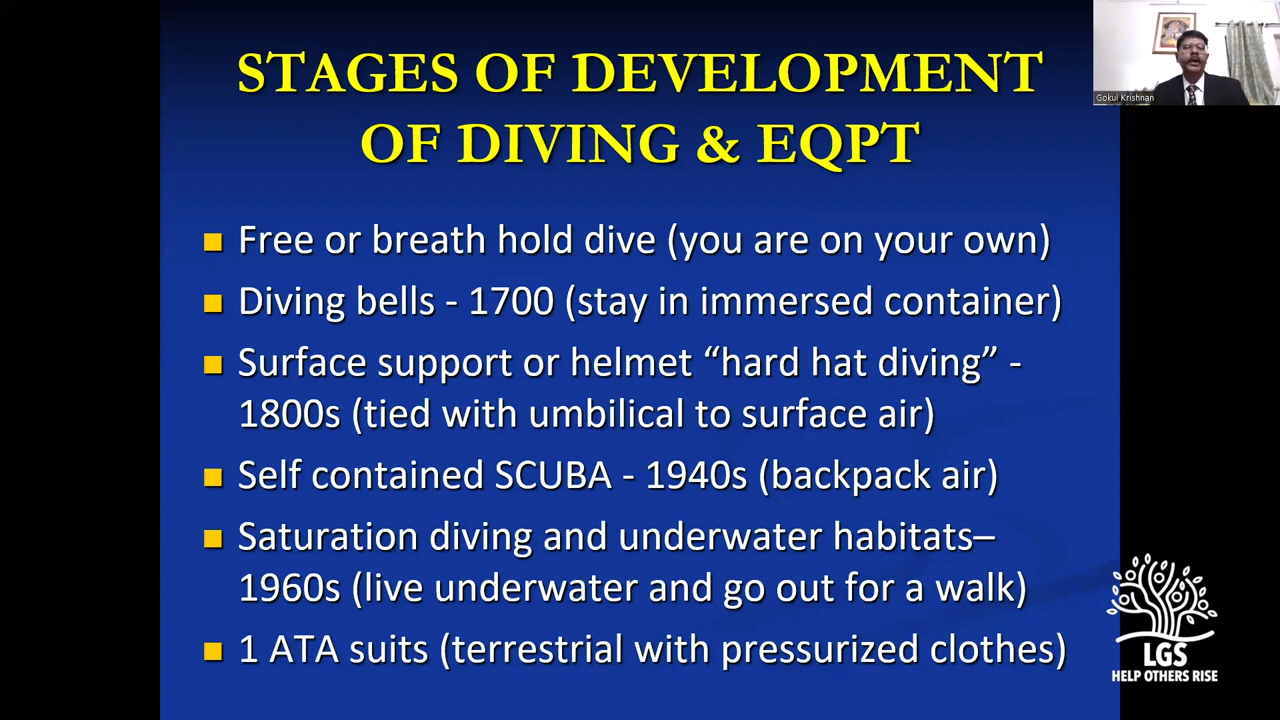 STAGES OF DEVELOPMENT
OF DIVING & EQPT
Gokul Krishnan
Free or breath hold dive (you are on your own)
Diving bells - 1700 (stay in immersed container)
Surface support or helmet “hard hat diving” -
1800s (tied with umbilical to surface air)
Self contained SCUBA - 1940s (backpack air)
Saturation diving and underwater habitats–
1960s (live underwater and go out for a walk)
1 ATA suits (terrestrial with pressurized clothes)
LGS
HELP OTHERS RISE